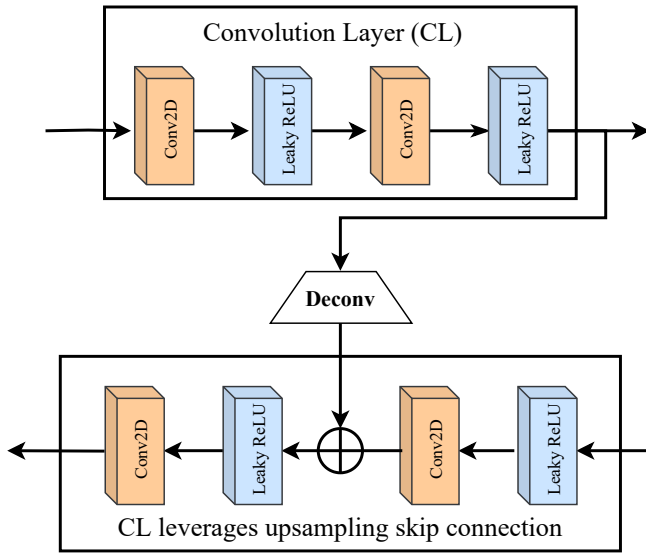 Convolution Layer (CL)
Conv2D
Leaky ReLU
Conv2D
Leaky ReLU
Deconv
Conv2D
Leaky ReLU
Conv2D
Leaky ReLU
CL leverages upsampling skip connection